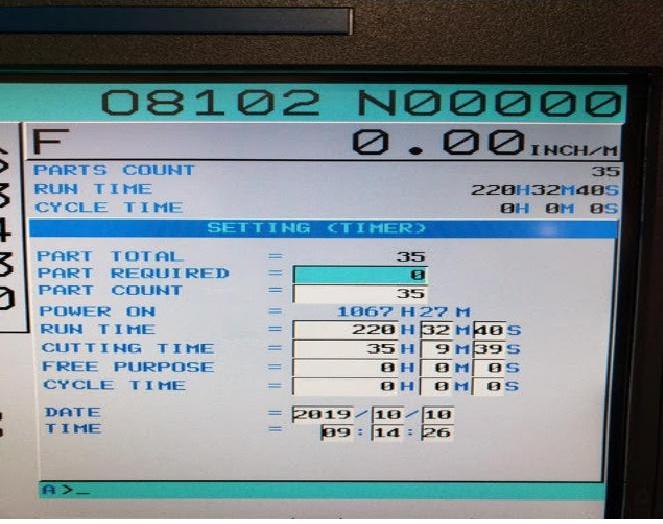 O8102 N00000
F 0.00 INCH/M
PARTS COUNT 35
RUN TIME 220H32M40S
CYCLE TIME 0H 0M 0S
SETTING (TIMER)
PART TOTAL = 35
PART REQUIRED = 0
PART COUNT = 35
POWER ON = 1067 H 27 M
RUN TIME = 220 H 32 M 40 S
CUTTING TIME = 35 H 9 M 39 S
FREE PURPOSE = 0 H 0 M 0 S
CYCLE TIME = 0 H 0 M 0 S
DATE = 2019/10/10
TIME = 09:14:26
A>_